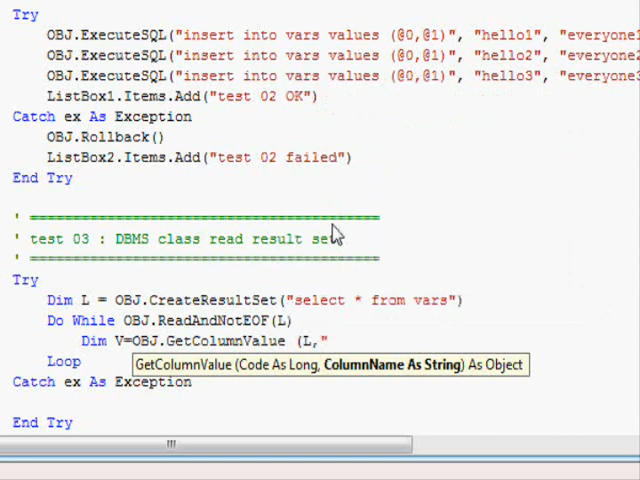 Try
OBJ.ExecuteSQL("insert into vars values (@0,@1)", "hello1", "everyone1
OBJ.ExecuteSQL("insert into vars values (@0,@1)", "hello2", "everyone2
OBJ.ExecuteSQL("insert into vars values (@0,@1)", "hello3", "everyone3
ListBox1.Items.Add("test 02 OK")
Catch ex As Exception
OBJ.Rollback()
ListBox2.Items.Add("test 02 failed")
End Try
' =========================================
' test 03 : DBMS class read result set
' =========================================
Try
Dim L = OBJ.CreateResultSet("select * from vars")
Do While OBJ.ReadAndNotEOF(L)
Dim V=OBJ.GetColumnValue (L,"
Loop
GetColumnValue (Code As Long, ColumnName As String) As Object
Catch ex As Exception
End Try